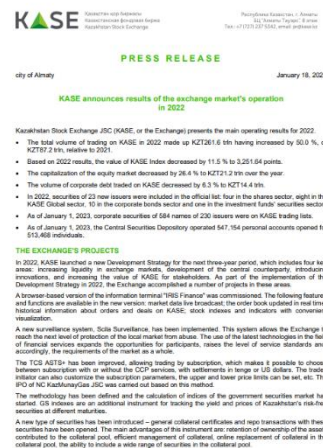 KASE
Қазақстан қор биржасы
Казахстанская фондовая биржа
Kazakhstan Stock Exchange
Республика Казахстан, г. Алматы
PRESS RELEASE
city of Almaty January 18, 202
KASE announces results of the exchange market's operation
in 2022
Kazakhstan Stock Exchange JSC (KASE, or the Exchange) presents the main operating results for 2022.
• The total volume of trading on KASE in 2022 made up KZT261.6 trln having increased by 50.0 %, o
KZT87.2 trln, relative to 2021.
• Based on 2022 results, the value of KASE Index decreased by 11.5 % to 3,251.64 points.
• The capitalization of the equity market decreased by 26.4 % to KZT21.2 trln over the year.
• The volume of corporate debt traded on KASE decreased by 6.3 % to KZT14.4 trln.
• In 2022, securities of 23 new issuers were included in the official list: four in the shares sector, eight in th
KASE Global sector, 10 in the corporate bonds sector and one in the investment funds' securities sector
• As of January 1, 2023, corporate securities of 584 names of 230 issuers were on KASE trading lists.
• As of January 1, 2023, the Central Securities Depository operated 547,154 personal accounts opened f
513,468 individuals.
THE EXCHANGE'S PROJECTS
In 2022, KASE launched a new Development Strategy for the next three-year period, which includes four ke
areas: increasing liquidity in exchange markets, development of the central counterparty, introducin
innovations, and increasing the value of KASE for stakeholders. As part of the implementation of th
Development Strategy in 2022, the Exchange accomplished a number of projects in these areas.
A browser-based version of the information terminal "IRIS Finance" was commissioned. The following feature
and functions are available in the new version: market data live broadcast; the order book updated in real time
historical information about orders and deals on KASE; stock indexes and indicators with convenien
visualization.
A new surveillance system, Scila Surveillance, has been implemented. This system allows the Exchange t
reach the next level of protection of the local market from abuse. The use of the latest technologies in the fiel
of financial services expands the opportunities for participants, raises the level of service standards and
accordingly, the requirements of the market as a whole.
The TCS ASTS+ has been improved, allowing trading by subscription, which makes it possible to choos
between subscription with or without the CCP services, with settlements in tenge or US dollars. The trade
initiator can also customize the subscription parameters, the upper and lower price limits can be set, etc. Th
IPO of NC KazMunayGas JSC was carried out based on this method.
The methodology has been defined and the calculation of indices of the government securities market ha
started. GS indexes are an additional instrument for tracking the yield and prices of Kazakhstan's risk-fre
securities at different maturities.
A new type of securities has been introduced – general collateral certificates and repo transactions with thes
securities have been opened. The main advantages of this instrument are: retention of ownership of the asset
contributed to the collateral pool, efficient management of collateral, online replacement of collateral in th
collateral pool, the ability to include a wide range of securities in the collateral pool.